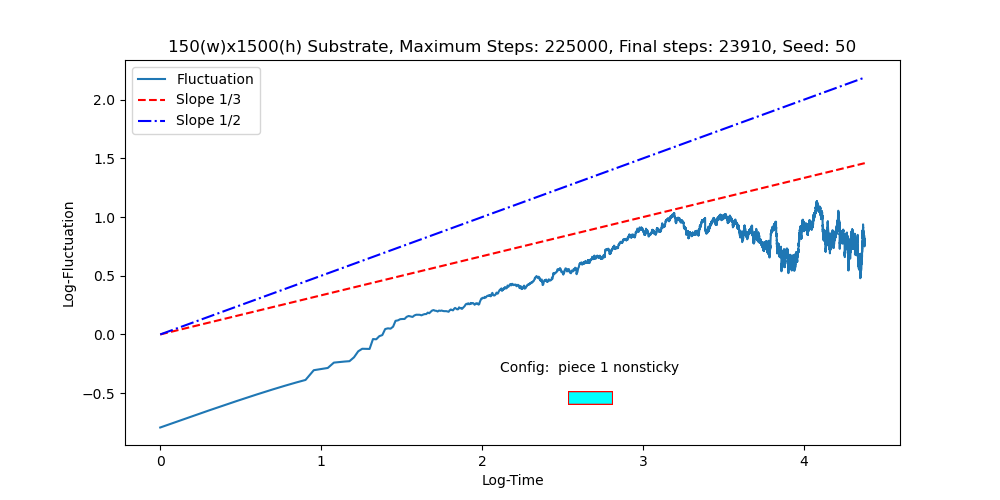 150(w)x1500(h) Substrate, Maximum Steps: 225000, Final steps: 23910, Seed: 50
Fluctuation
Slope 1/3
Slope 1/2
2.0
1.5
1.0
0.5
0.0
−0.5
Log-Fluctuation
Config:  piece 1 nonsticky
0
1
2
3
4
Log-Time